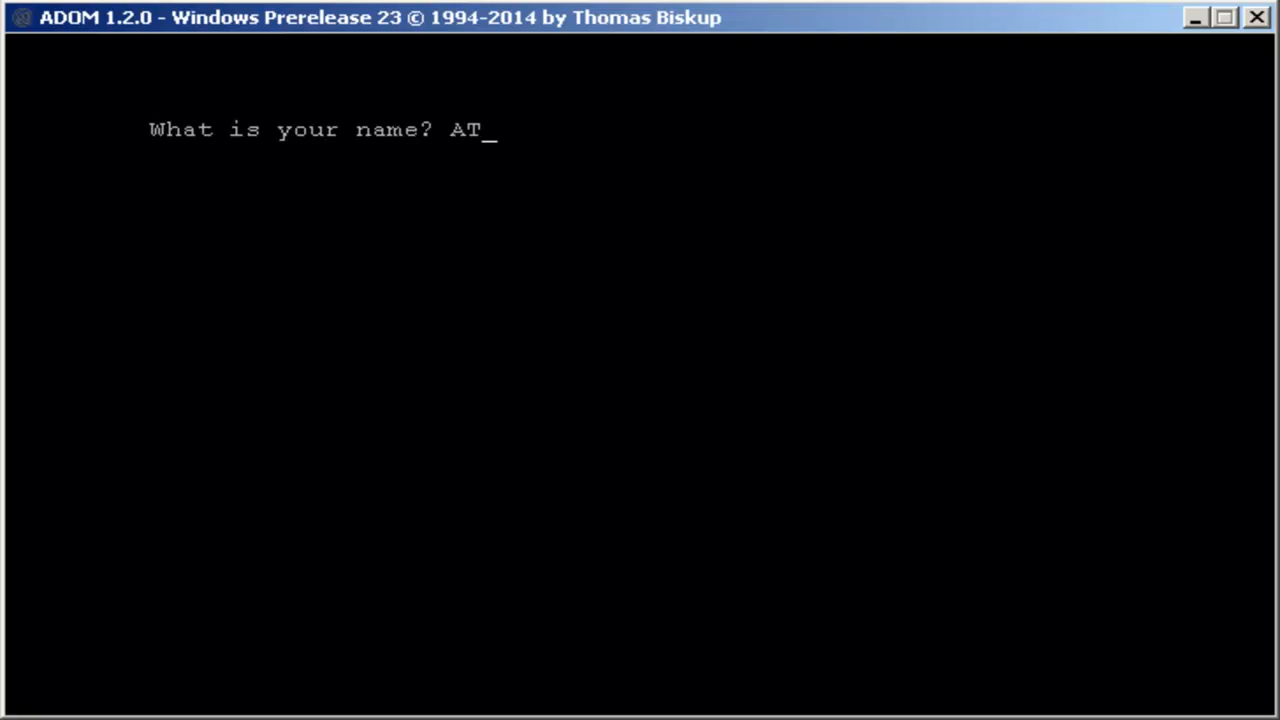 ADOM 1.2.0 - Windows Prerelease 23 © 1994-2014 by Thomas Biskup
What is your name? AT_